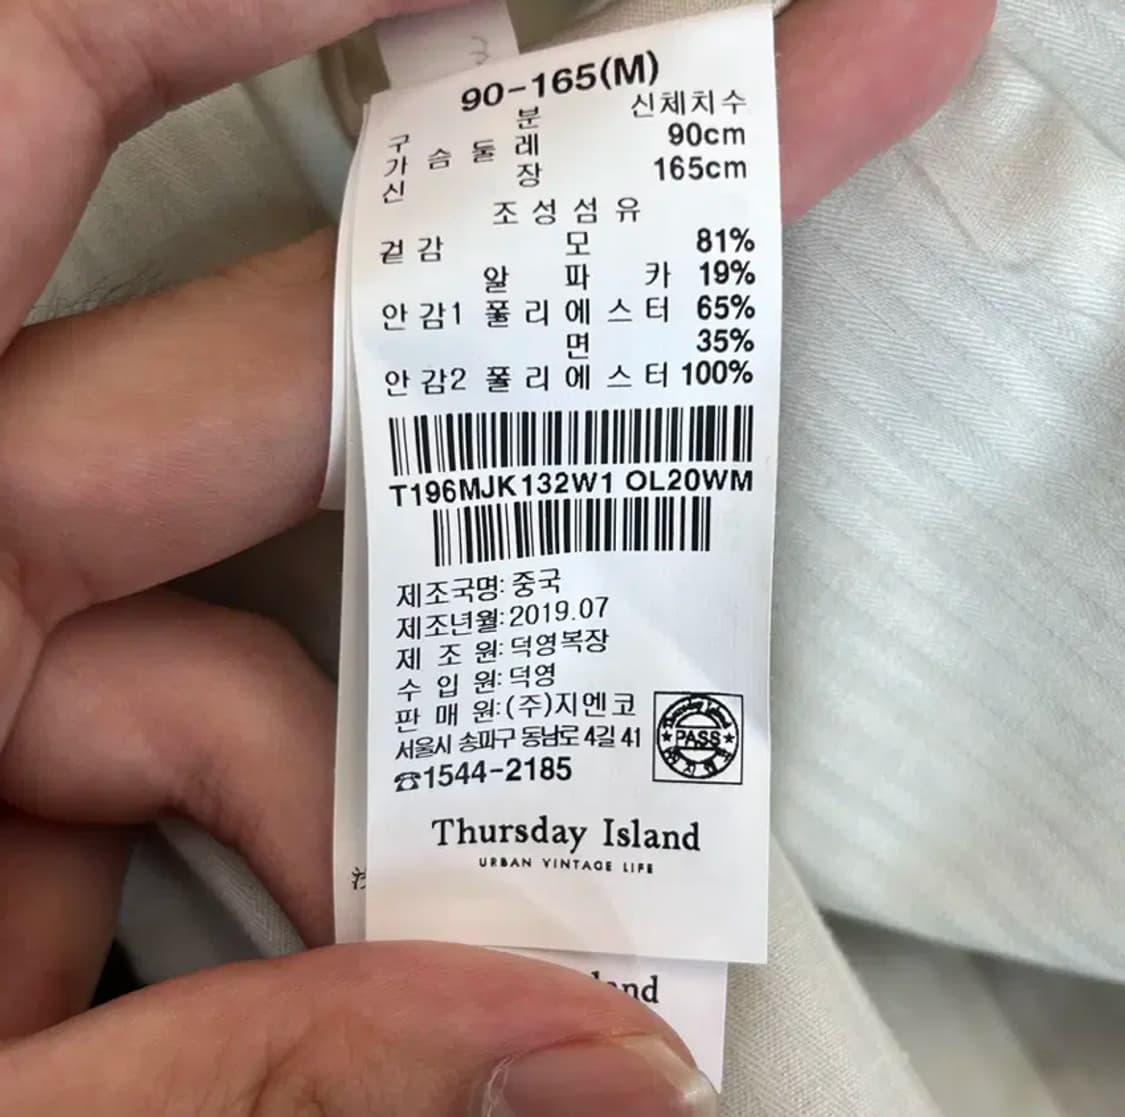 90-165(M)
구 분 신체치수
가 슴 둘 레 90cm
신 장 165cm
조 성 섬 유
겉 감 모 81%
알 파 카 19%
안 감1 폴 리 에 스 터 65%
면 35%
안 감2 폴 리 에 스 터 100%
T196MJK132W1 OL20WM
제조국명: 중국
제조년월: 2019.07
제 조 원: 덕영복장
수 입 원: 덕영
판 매 원: (주)지엔코
서울시 송파구 동남로 4길 41
☎1544-2185
Thursday Island
PASS
Thursday Island
URBAN VINTAGE LIFE